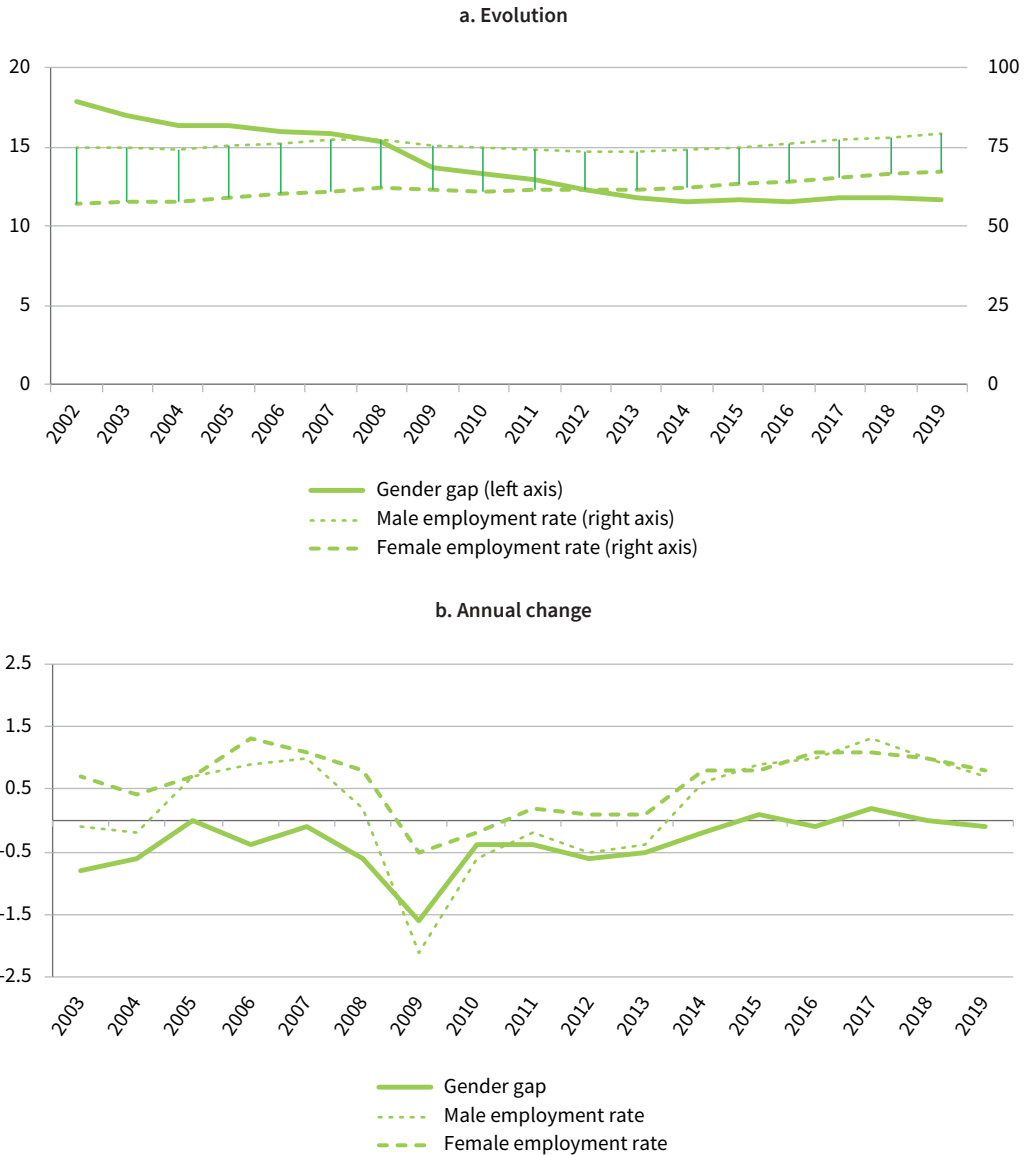 a. Evolution
20 100
15 75
10 50
5 25
0 0
2002 2003 2004 2005 2006 2007 2008 2009 2010 2011 2012 2013 2014 2015 2016 2017 2018 2019
Gender gap (left axis)
Male employment rate (right axis)
Female employment rate (right axis)
b. Annual change
2.5
1.5
0.5
-0.5
-1.5
-2.5
2003 2004 2005 2006 2007 2008 2009 2010 2011 2012 2013 2014 2015 2016 2017 2018 2019
Gender gap
Male employment rate
Female employment rate